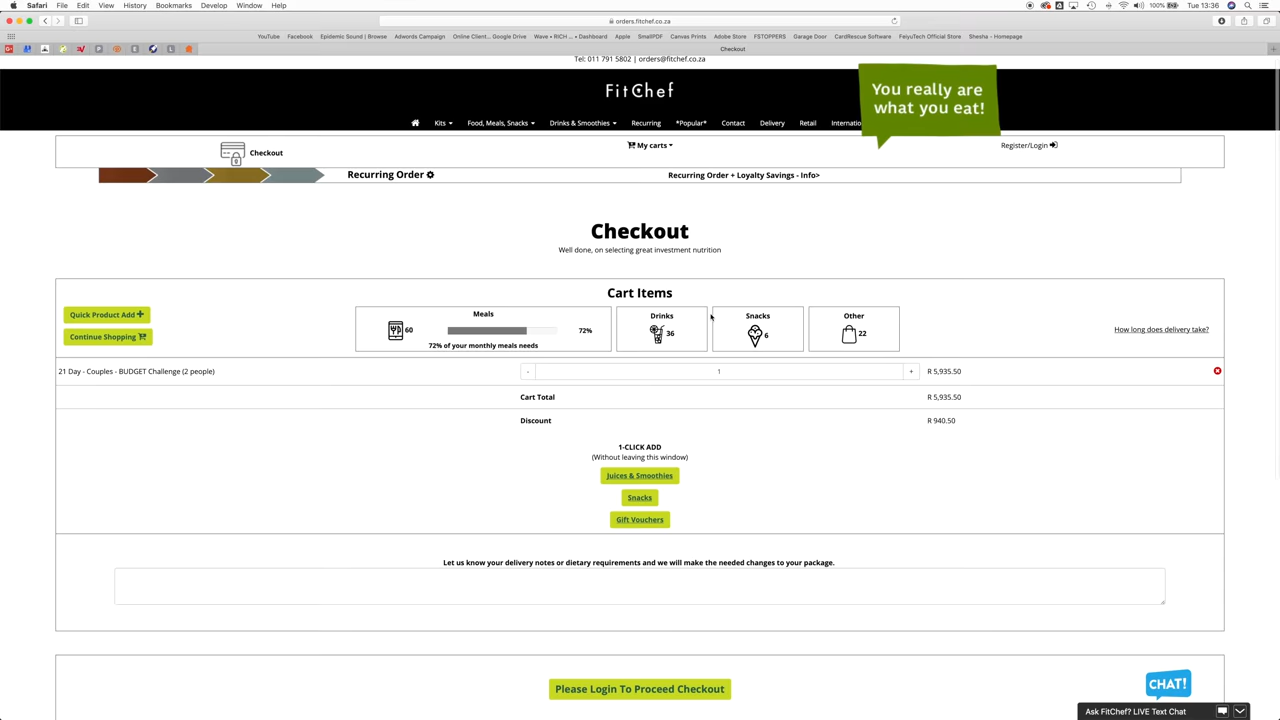 Safari File Edit View History Bookmarks Develop Window Help 100% Tue 13:36
orders.fitchef.co.za
YouTube Facebook Epidemic Sound | Browse Adwords Campaign Online Client... Google Drive Wave • RICH ... • Dashboard Apple SmallPDF Canvas Prints Adobe Store FSTOPPERS Garage Door CardRescue Software FeiyuTech Official Store Shesha - Homepage
Checkout
Tel: 011 791 5802 | orders@fitchef.co.za
FitChef
You really are
what you eat!
Kits Food, Meals, Snacks Drinks & Smoothies Recurring *Popular* Contact Delivery Retail Internatio
Checkout My carts Register/Login
Recurring Order Recurring Order + Loyalty Savings - Info>
Checkout
Well done, on selecting great investment nutrition
Cart Items
Quick Product Add
Continue Shopping
Meals
60 72%
72% of your monthly meals needs
Drinks
36
Snacks
6
Other
22
How long does delivery take?
21 Day - Couples - BUDGET Challenge (2 people) - 1 + R 5,935.50
Cart Total R 5,935.50
Discount R 940.50
1-CLICK ADD
(Without leaving this window)
Juices & Smoothies
Snacks
Gift Vouchers
Let us know your delivery notes or dietary requirements and we will make the needed changes to your package.
Please Login To Proceed Checkout
CHAT!
Ask FitChef? LIVE Text Chat